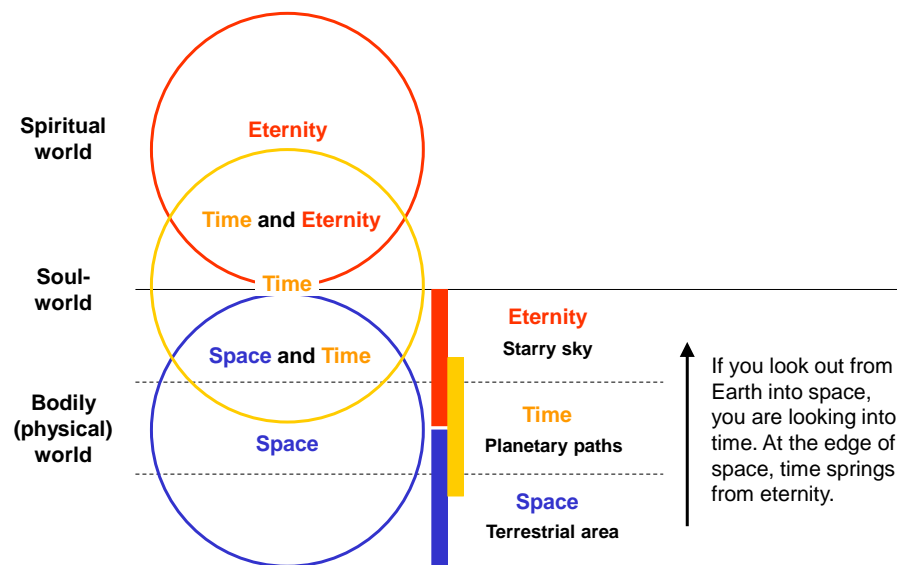 Spiritual
world
Eternity
Time and Eternity
Soul-
world
Time
Space and Time
Bodily
(physical)
world
Space
Eternity
Starry sky
Time
Planetary paths
Space
Terrestrial area
If you look out from
Earth into space,
you are looking into
time. At the edge of
space, time springs
from eternity.